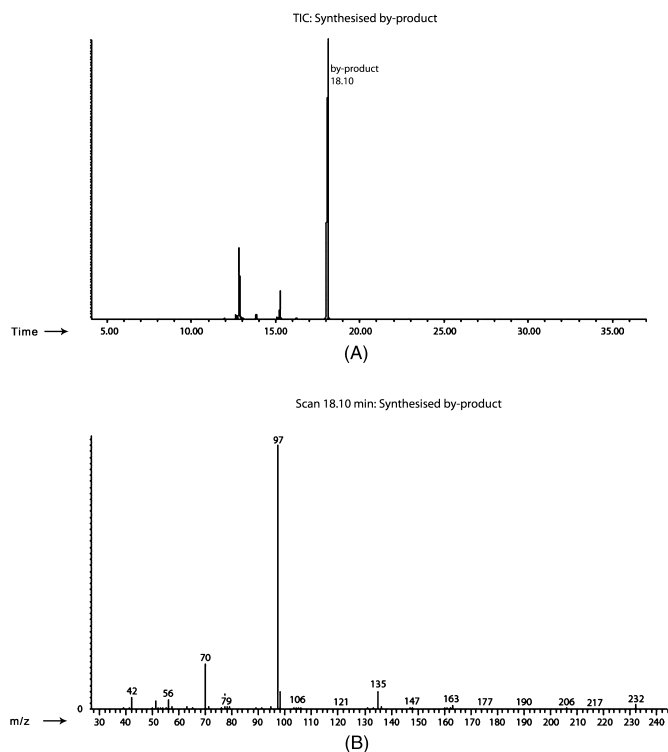 TIC: Synthesised by-product
by-product
18.10
Time
5.00 10.00 15.00 20.00 25.00 30.00 35.00
(A)
Scan 18.10 min: Synthesised by-product
97
70
135
42
56
79
106
121
147
163
177
190
206
217
232
0
m/z
30 40 50 60 70 80 90 100 110 120 130 140 150 160 170 180 190 200 210 220 230 240
(B)